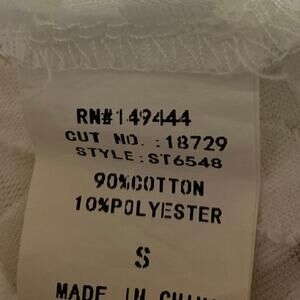 RN#149444
CUT NO. :18729
STYLE:ST6548
90%COTTON
10%POLYESTER
S
MADE IN CHINA